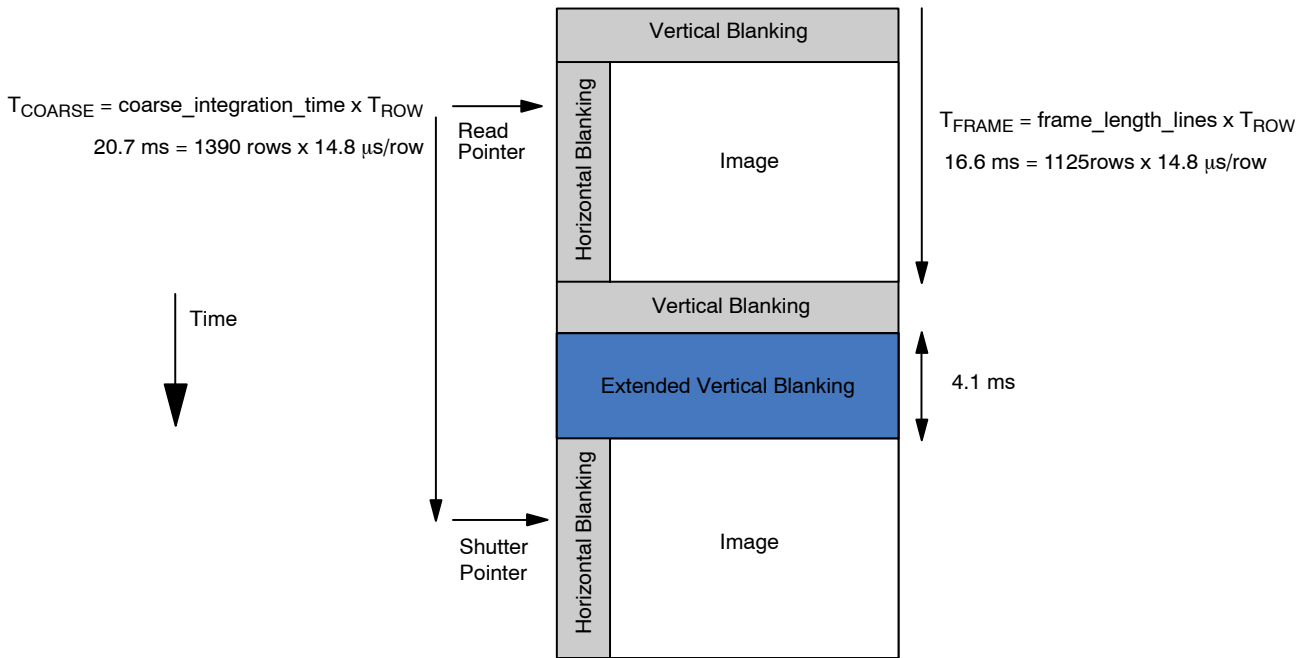 Vertical Blanking
T_COARSE = coarse_integration_time x T_ROW
20.7 ms = 1390 rows x 14.8 μs/row
Read
Pointer
Horizontal Blanking
Image
T_FRAME = frame_length_lines x T_ROW
16.6 ms = 1125rows x 14.8 μs/row
Vertical Blanking
Time
Extended Vertical Blanking
4.1 ms
Horizontal Blanking
Image
Shutter
Pointer